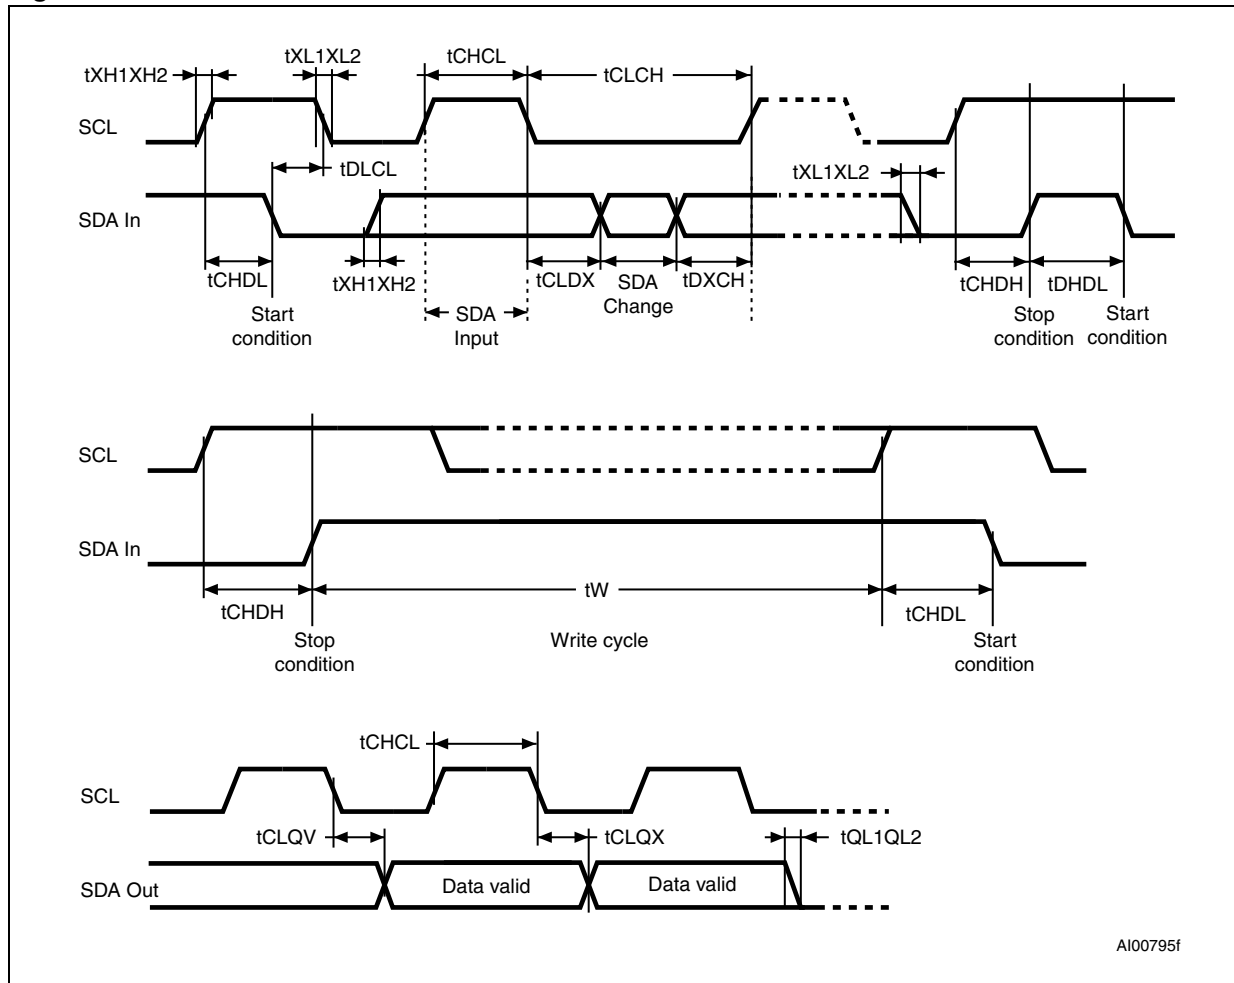 tXH1XH2
tXL1XL2
tCHCL
tCLCH
SCL
tDLCL
tXL1XL2
SDA In
tCHDL
tXH1XH2
tCLDX
SDA
Change
tDXCH
tCHDH
tDHDL
Start
condition
SDA
Input
Stop
condition
Start
condition
SCL
SDA In
tCHDH
tW
tCHDL
Stop
condition
Write cycle
Start
condition
tCHCL
SCL
tCLQV
tCLQX
tQL1QL2
SDA Out
Data valid
Data valid
AI00795f